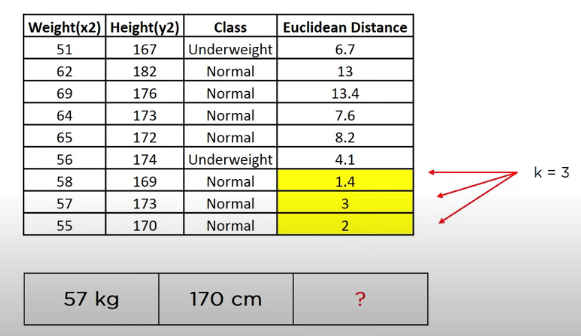 Weight(x2) Height(y2) Class Euclidean Distance
51 167 Underweight 6.7
62 182 Normal 13
69 176 Normal 13.4
64 173 Normal 7.6
65 172 Normal 8.2
56 174 Underweight 4.1
58 169 Normal 1.4
57 173 Normal 3
55 170 Normal 2
k = 3
57 kg 170 cm ?